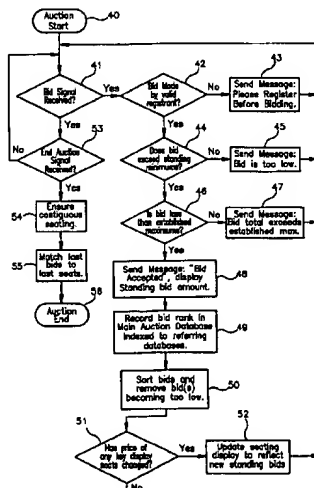 Auction
Start
40
41
Bid Signal
Received?
Yes
42
Bid Made
by valid
registrant?
No
43
Send Message:
Please Register
Before Bidding.
Yes
Yes
53
End Auction
Signal
Received?
No
44
Does bid
exceed standing
minimums?
No
45
Send Message:
Bid is too low.
Yes
Yes
46
Is bid less
than established
maximums?
No
47
Send Message:
Bid total exceeds
established max.
54
Ensure
contiguous
seating.
55
Match last
bids to
last seats.
Yes
Auction
End
Send Message: "Bid
Accepted", display
Standing bid amount.
48
Record bid rank in
Main Auction Database
indexed to referring
databases.
49
Sort bids and
remove bid(s)
becoming too low.
50
51
Has price of
any key display
seats changed?
Yes
52
Update seating
display to reflect
new standing bids
No